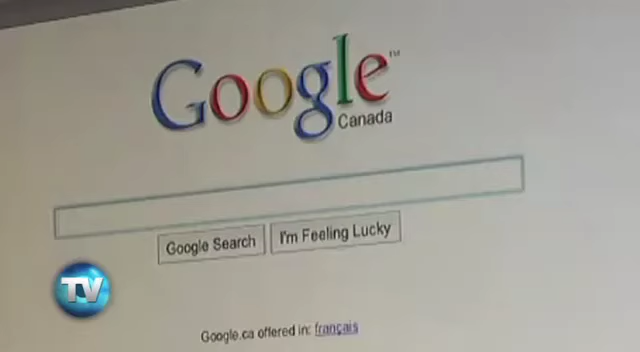 Google™
Canada
Google Search I'm Feeling Lucky
TV
Google.ca offered in: français